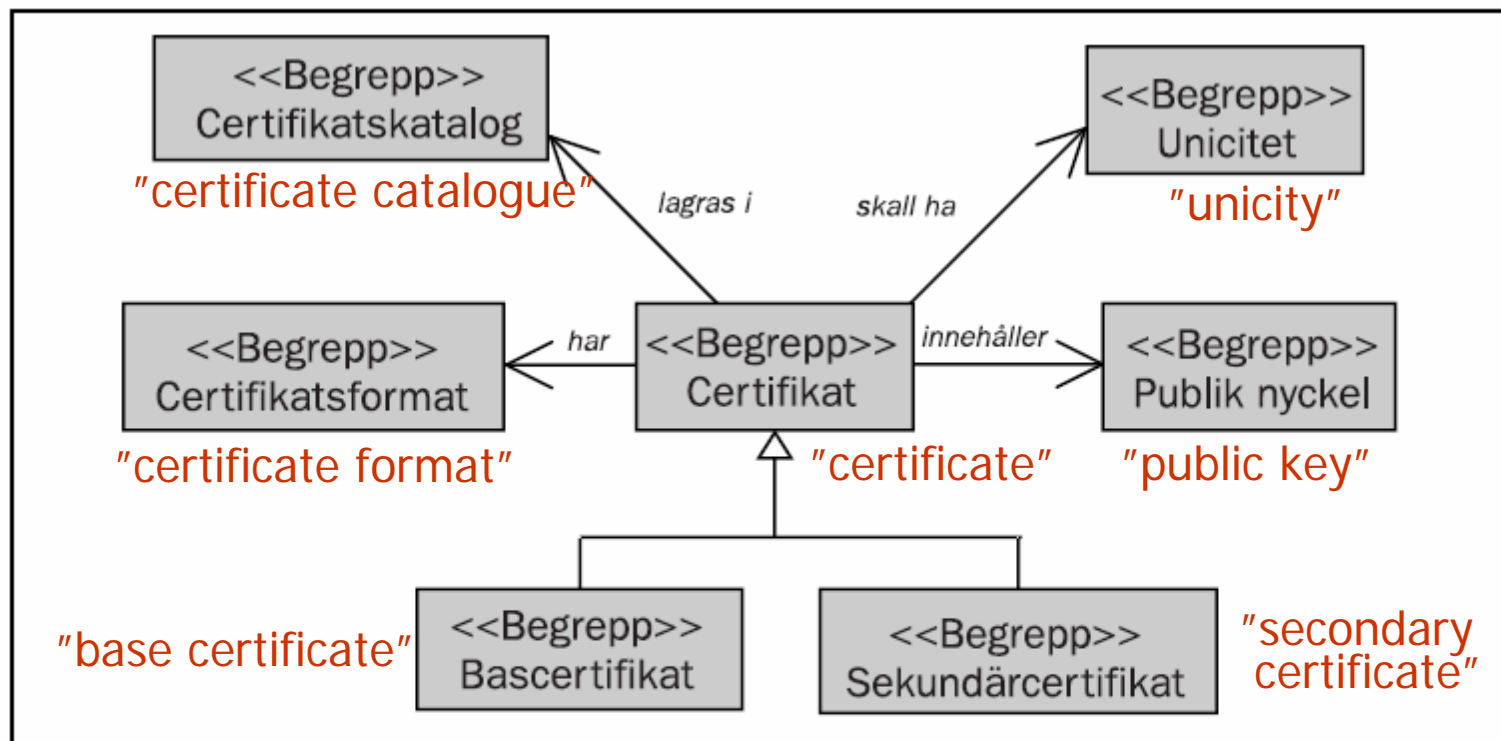 <<Begrepp>>
Certifikatskatalog
"certificate catalogue"
<<Begrepp>>
Unicitet
"unicity"
lagras i
skall ha
<<Begrepp>>
Certifikatsformat
"certificate format"
har
<<Begrepp>>
Certifikat
"certificate"
innehåller
<<Begrepp>>
Publik nyckel
"public key"
"base certificate"
<<Begrepp>>
Bascertifikat
<<Begrepp>>
Sekundärcertifikat
"secondary
certificate"